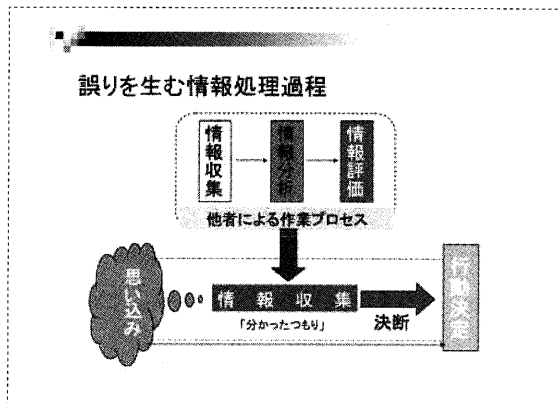 誤りを生む情報処理過程
情報収集
情報分析
情報評価
他者による作業プロセス
思い込み
情報収集
「分かったつもり」
決断
行動決定